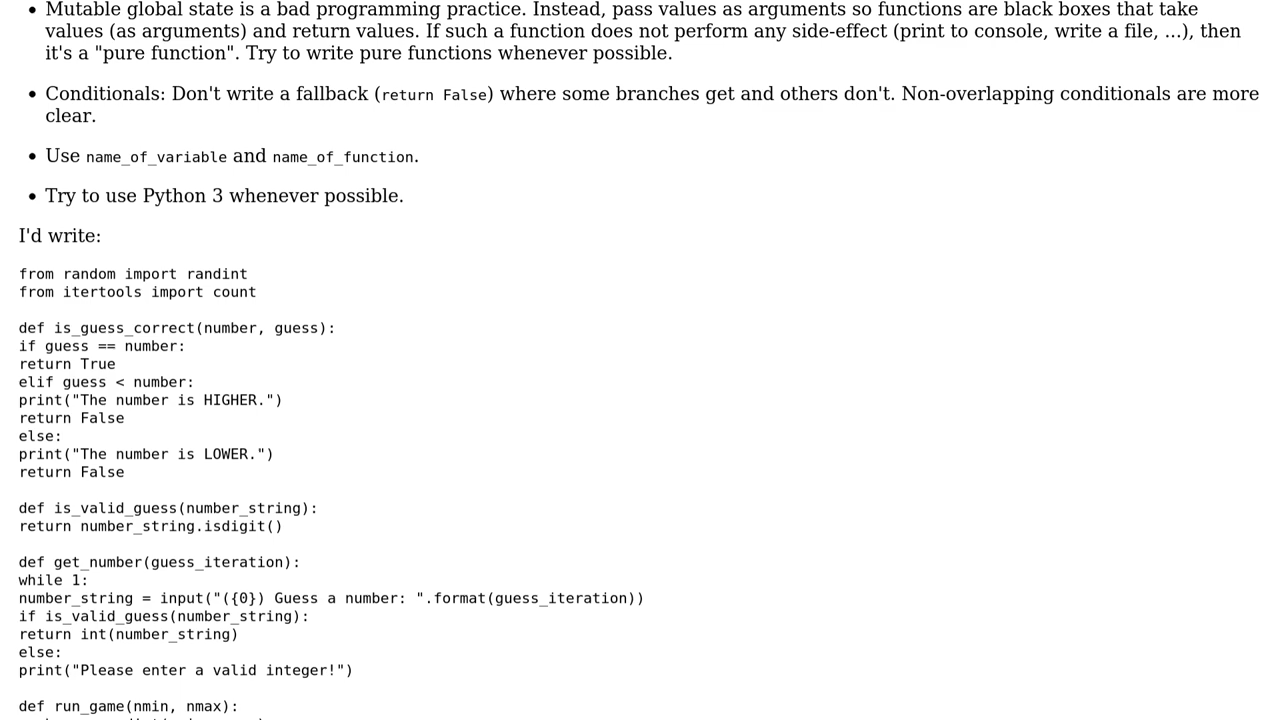 • Mutable global state is a bad programming practice. Instead, pass values as arguments so functions are black boxes that take
values (as arguments) and return values. If such a function does not perform any side-effect (print to console, write a file, ...), then
it's a "pure function". Try to write pure functions whenever possible.
• Conditionals: Don't write a fallback (return False) where some branches get and others don't. Non-overlapping conditionals are more
clear.
• Use name_of_variable and name_of_function.
• Try to use Python 3 whenever possible.
I'd write:
from random import randint
from itertools import count
def is_guess_correct(number, guess):
if guess == number:
return True
elif guess < number:
print("The number is HIGHER.")
return False
else:
print("The number is LOWER.")
return False
def is_valid_guess(number_string):
return number_string.isdigit()
def get_number(guess_iteration):
while 1:
number_string = input("({0}) Guess a number: ".format(guess_iteration))
if is_valid_guess(number_string):
return int(number_string)
else:
print("Please enter a valid integer!")
def run_game(nmin, nmax):